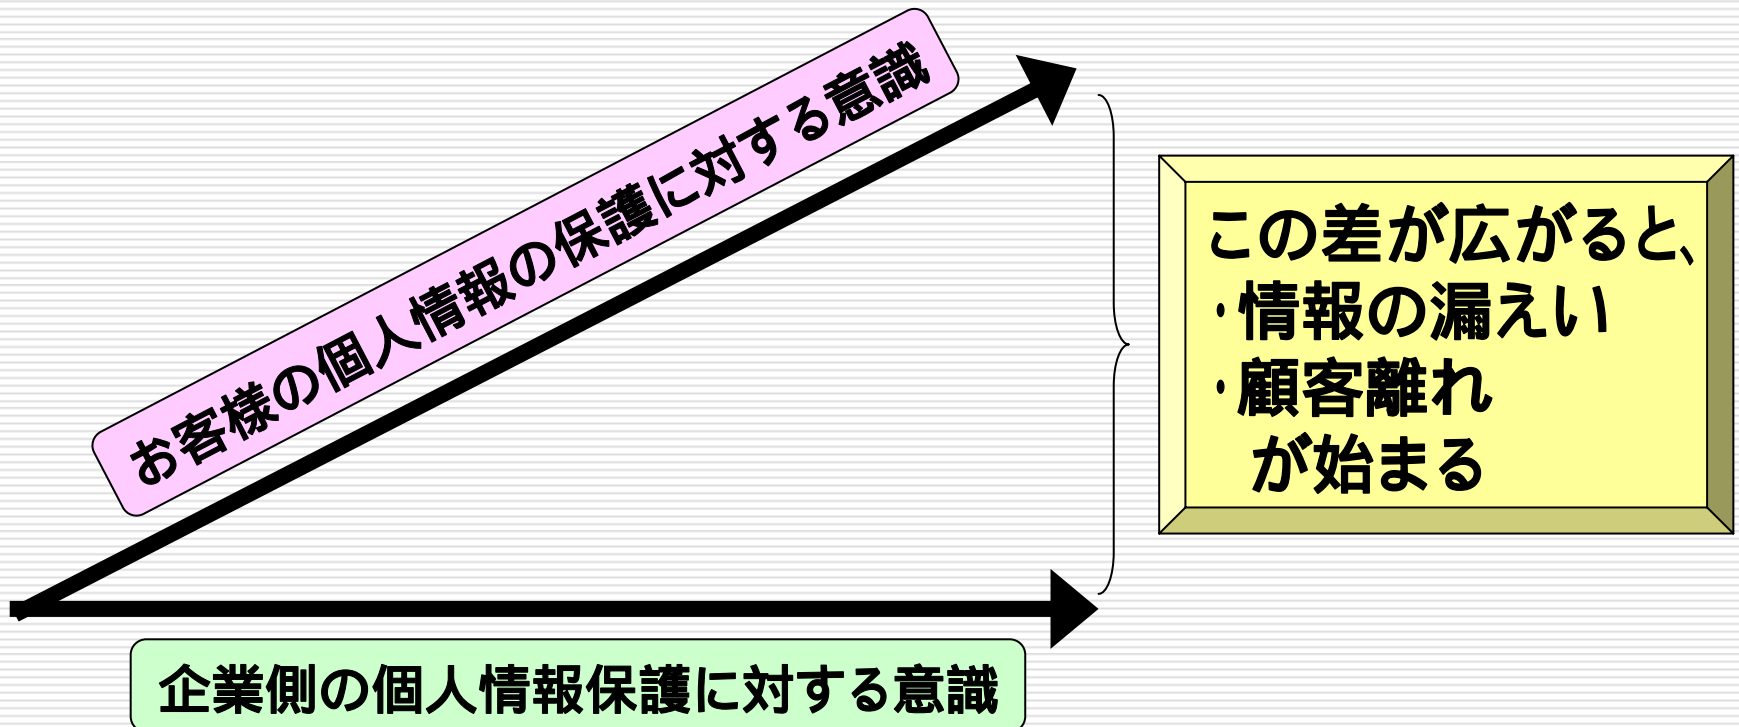 お客様の個人情報の保護に対する意識
この差が広がると、
・情報の漏えい
・顧客離れ
が始まる
企業側の個人情報保護に対する意識